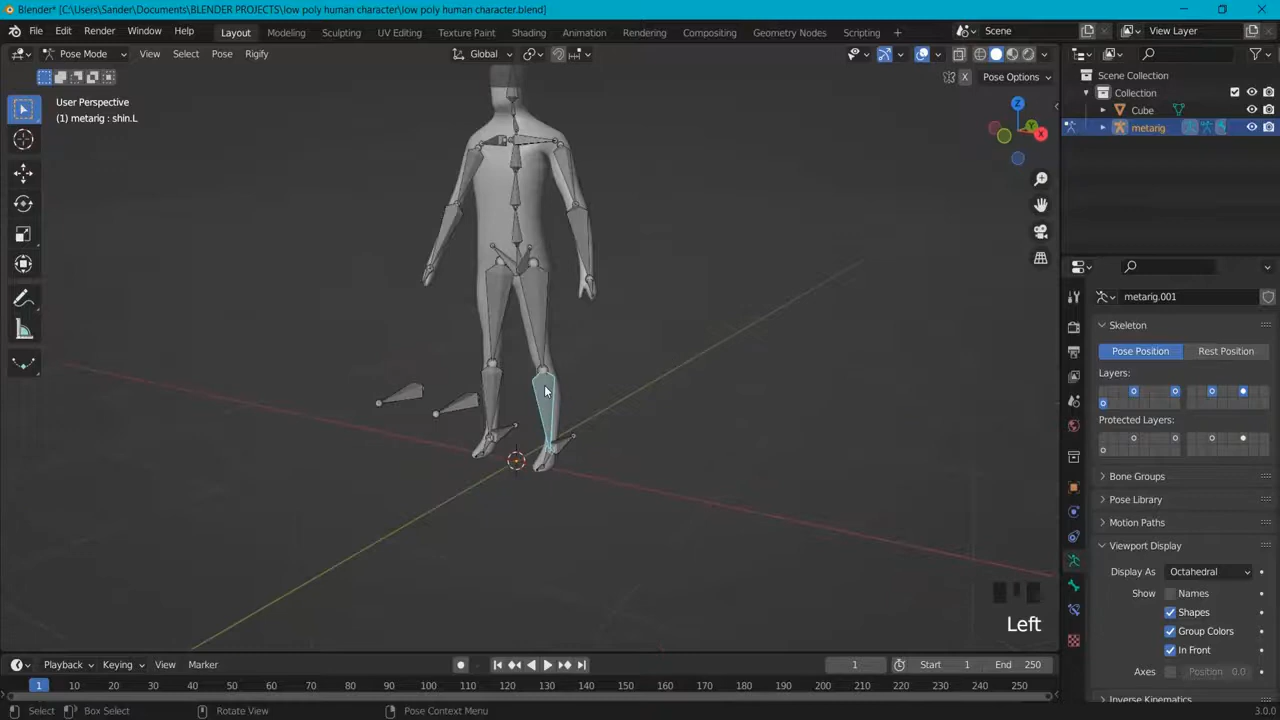 Blender* [C:\Users\Sander\Documents\BLENDER PROJECTS\low poly human character\low poly human character.blend]
File Edit Render Window Help Layout Modeling Sculpting UV Editing Texture Paint Shading Animation Rendering Compositing Geometry Nodes Scripting + Scene View Layer
Pose Mode View Select Pose Rigify Global
X Pose Options
Scene Collection
Collection
Cube
metarig
User Perspective
(1) metarig : shin.L
Z
Y
X
metarig.001
Skeleton
Pose Position Rest Position
Layers:
Protected Layers:
Bone Groups
Pose Library
Motion Paths
Viewport Display
Display As Octahedral
Show Names
Shapes
Group Colors
In Front
Axes Position 0.0
Inverse Kinematics
Left
Playback Keying View Marker 1 Start 1 End 250
1 10 20 30 40 50 60 70 80 90 100 110 120 130 140 150 160 170 180 190 200 210 220 230 240 250
Select Box Select Rotate View Pose Context Menu 3.0.0